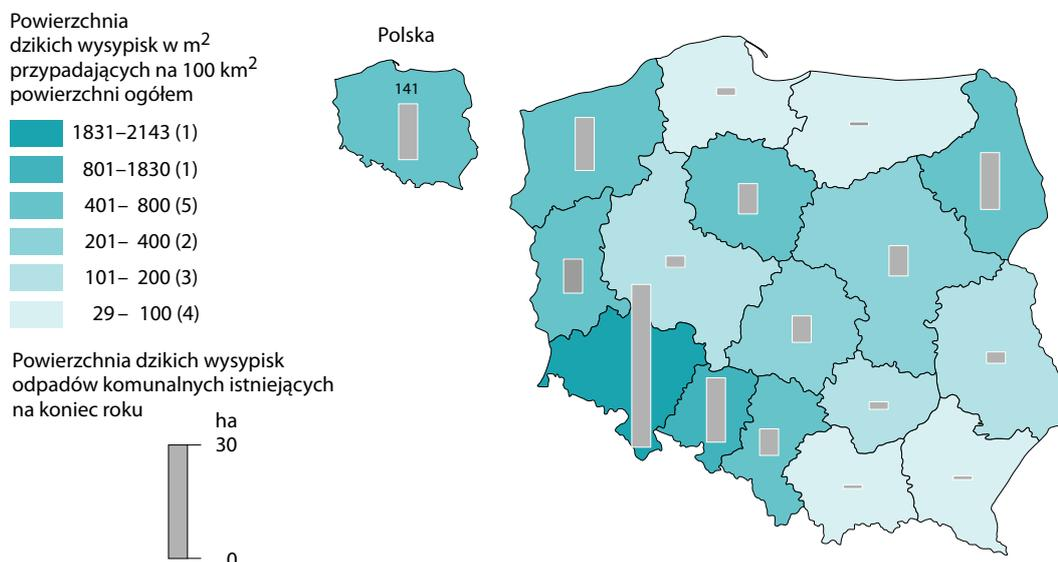 Powierzchnia
dzikich wysypisk w m2
przypadających na 100 km2
powierzchni ogółem
1831–2143 (1)
801–1830 (1)
401– 800 (5)
201– 400 (2)
101– 200 (3)
29– 100 (4)
Powierzchnia dzikich wysypisk
odpadów komunalnych istniejących
na koniec roku
ha
30
0
Polska
141